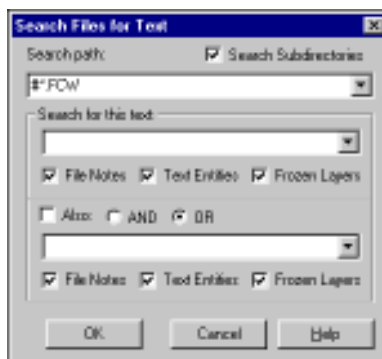 Search Files for Text
Search path: Search Subdirectories
#*.FCW
Search for this text:
File Notes Text Entities Frozen Layers
Also: AND OR
File Notes Text Entities Frozen Layers
OK Cancel Help